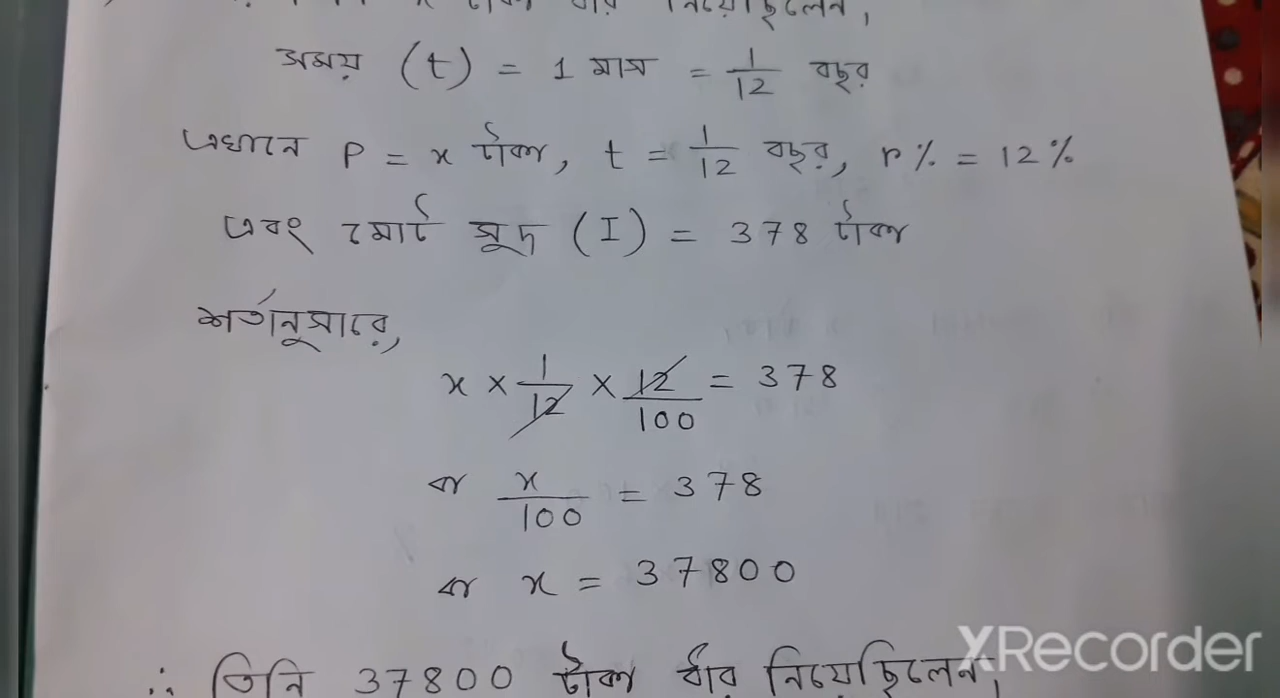 x টাকা ধার নিয়েছিলেন।
সময় (t) = 1 মাস = 1/12 বছর
এখানে P = x টাকা, t = 1/12 বছর, r% = 12%
এবং মোট সুদ (I) = 378 টাকা
শর্তানুসারে,
x × 1/12 × 12/100 = 378
বা x/100 = 378
বা x = 37800
∴ তিনি 37800 টাকা ধার নিয়েছিলেন।
XRecorder